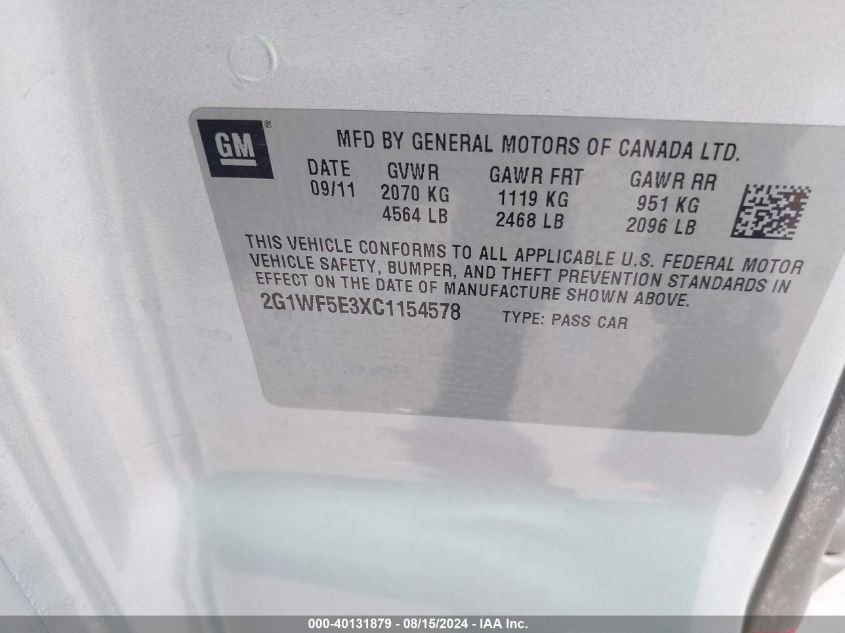 GM®
MFD BY GENERAL MOTORS OF CANADA LTD.
DATE GVWR GAWR FRT GAWR RR
09/11 2070 KG 1119 KG 951 KG
4564 LB 2468 LB 2096 LB
THIS VEHICLE CONFORMS TO ALL APPLICABLE U.S. FEDERAL MOTOR
VEHICLE SAFETY, BUMPER, AND THEFT PREVENTION STANDARDS IN
EFFECT ON THE DATE OF MANUFACTURE SHOWN ABOVE.
2G1WF5E3XC1154578 TYPE: PASS CAR
000-40131879 - 08/15/2024 - IAA Inc.